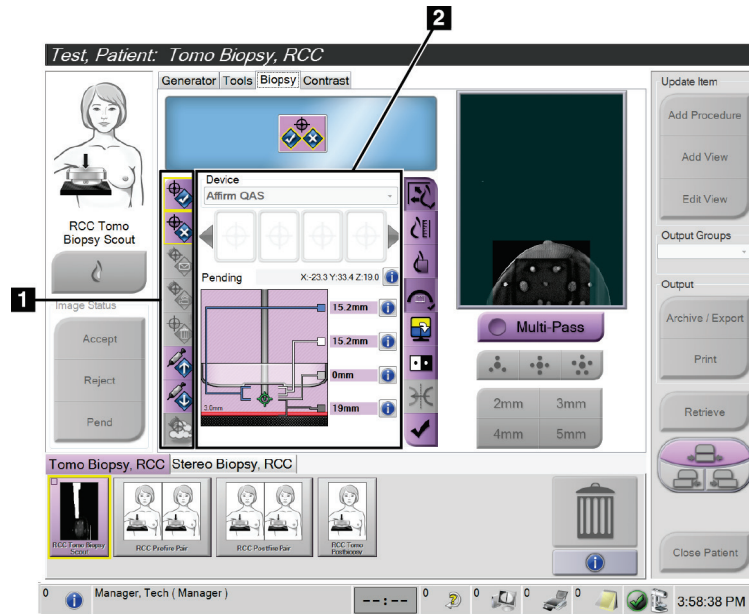 2
Test, Patient: Tomo Biopsy, RCC
Generator Tools Biopsy Contrast
Update Item
Add Procedure
Add View
Edit View
Output Groups
Output
Archive / Export
Print
Retrieve
Close Patient
RCC Tomo
Biopsy Scout
1
Image Status
Accept
Reject
Pend
Device
Affirm QAS
Pending X:-23.3 Y:33.4 Z:19.0
15.2mm
15.2mm
0mm
19mm
3.0mm
Multi-Pass
2mm 3mm
4mm 5mm
Tomo Biopsy, RCC Stereo Biopsy, RCC
RCC Tomo Biopsy
Scout
RCC Prefire Pair
RCC Postfire Pair
RCC Tomo
Postbiopsy
0 Manager, Tech ( Manager ) --:-- 0 0 0 0 3:58:38 PM